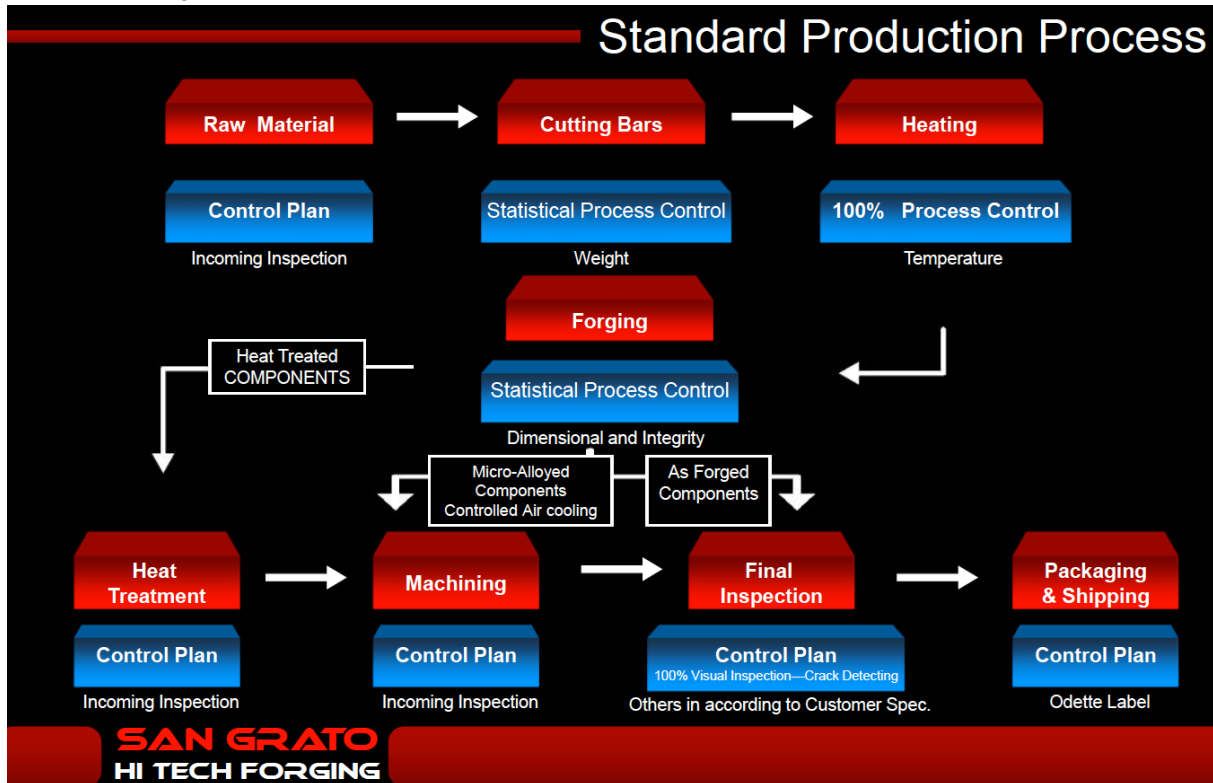 Standard Production Process
Raw Material
Cutting Bars
Heating
Control Plan
Statistical Process Control
100% Process Control
Incoming Inspection
Weight
Temperature
Forging
Heat Treated
COMPONENTS
Statistical Process Control
Dimensional and Integrity
Micro-Alloyed
Components
Controlled Air cooling
As Forged
Components
Heat
Treatment
Machining
Final
Inspection
Packaging
& Shipping
Control Plan
Control Plan
Control Plan
100% Visual Inspection—Crack Detecting
Control Plan
Incoming Inspection
Incoming Inspection
Others in according to Customer Spec.
Odette Label
SAN GRATO
HI TECH FORGING